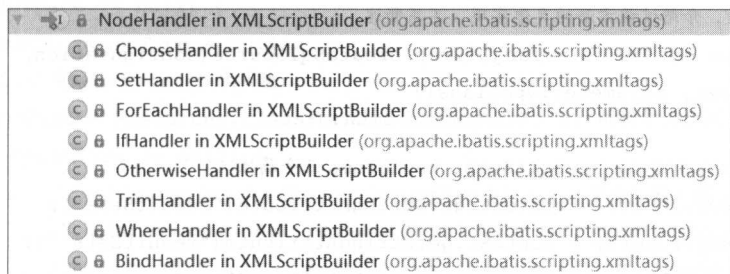 NodeHandler in XMLScriptBuilder (org.apache.ibatis.scripting.xmltags)
ChooseHandler in XMLScriptBuilder (org.apache.ibatis.scripting.xmltags)
SetHandler in XMLScriptBuilder (org.apache.ibatis.scripting.xmltags)
ForEachHandler in XMLScriptBuilder (org.apache.ibatis.scripting.xmltags)
IfHandler in XMLScriptBuilder (org.apache.ibatis.scripting.xmltags)
OtherwiseHandler in XMLScriptBuilder (org.apache.ibatis.scripting.xmltags)
TrimHandler in XMLScriptBuilder (org.apache.ibatis.scripting.xmltags)
WhereHandler in XMLScriptBuilder (org.apache.ibatis.scripting.xmltags)
BindHandler in XMLScriptBuilder (org.apache.ibatis.scripting.xmltags)